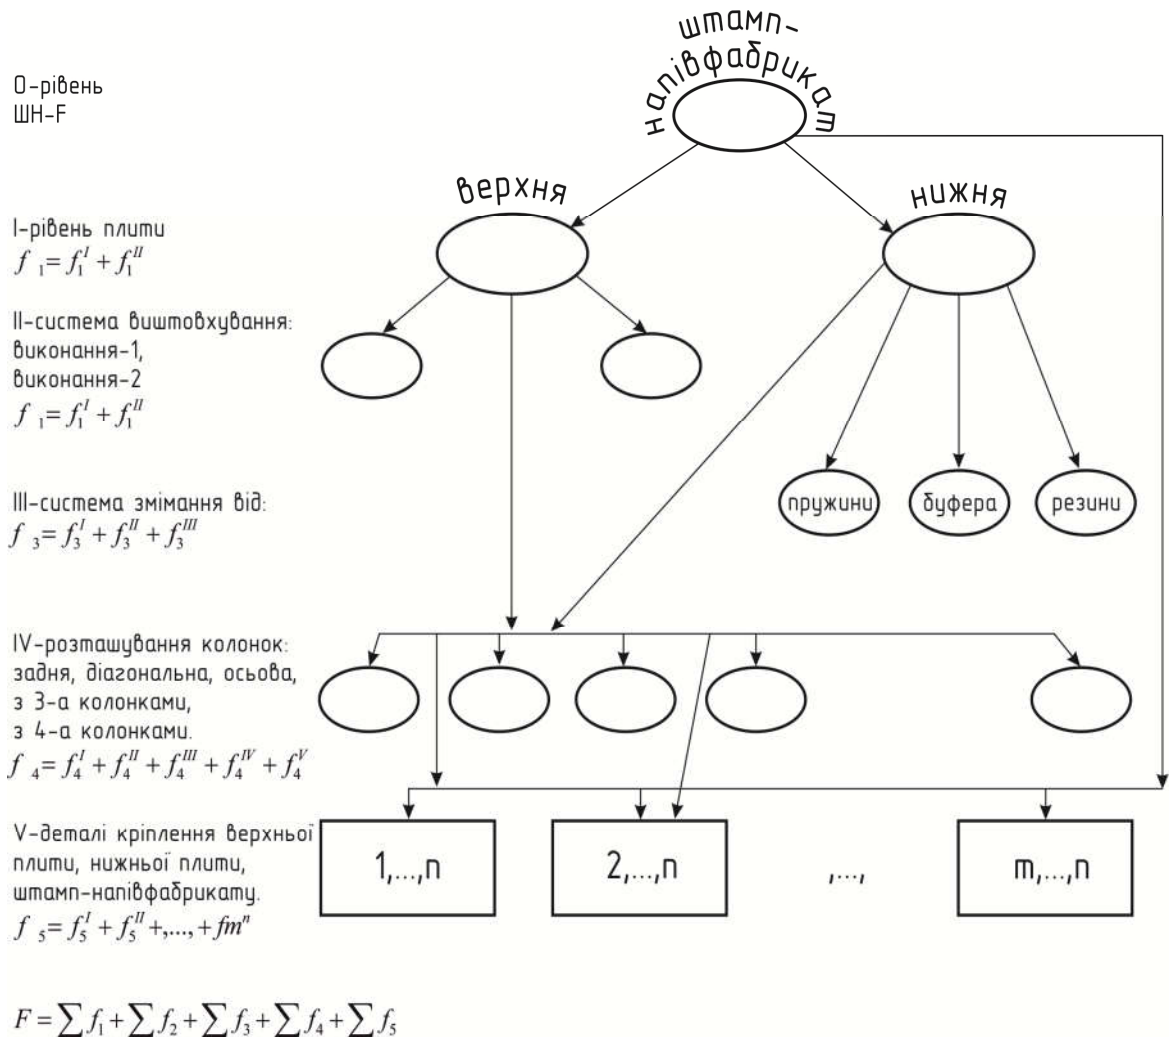 штамп-
напівфабрикат
О-рівень
ШН-F
верхня
нижня
I-рівень плити
f ₁= f₁ᴵ + f₁ᴵᴵ
II-система виштовхування:
виконання-1,
виконання-2
f ₁= f₁ᴵ + f₁ᴵᴵ
III-система змімання від:
f ₃= f₃ᴵ + f₃ᴵᴵ + f₃ᴵᴵᴵ
пружини
буфера
резини
IV-розташування колонок:
задня, діагональна, осьова,
з 3-а колонками,
з 4-а колонками.
f ₄= f₄ᴵ + f₄ᴵᴵ + f₄ᴵᴵᴵ + f₄ᴵⱽ + f₄ⱽ
V-деталі кріплення верхньої
плити, нижньої плити,
штамп-напівфабрикату.
f ₅= f₅ᴵ + f₅ᴵᴵ +,..., + fmⁿ
1,...,n
2,...,n
,...,
m,...,n
F = ∑ f₁ + ∑ f₂ + ∑ f₃ + ∑ f₄ + ∑ f₅